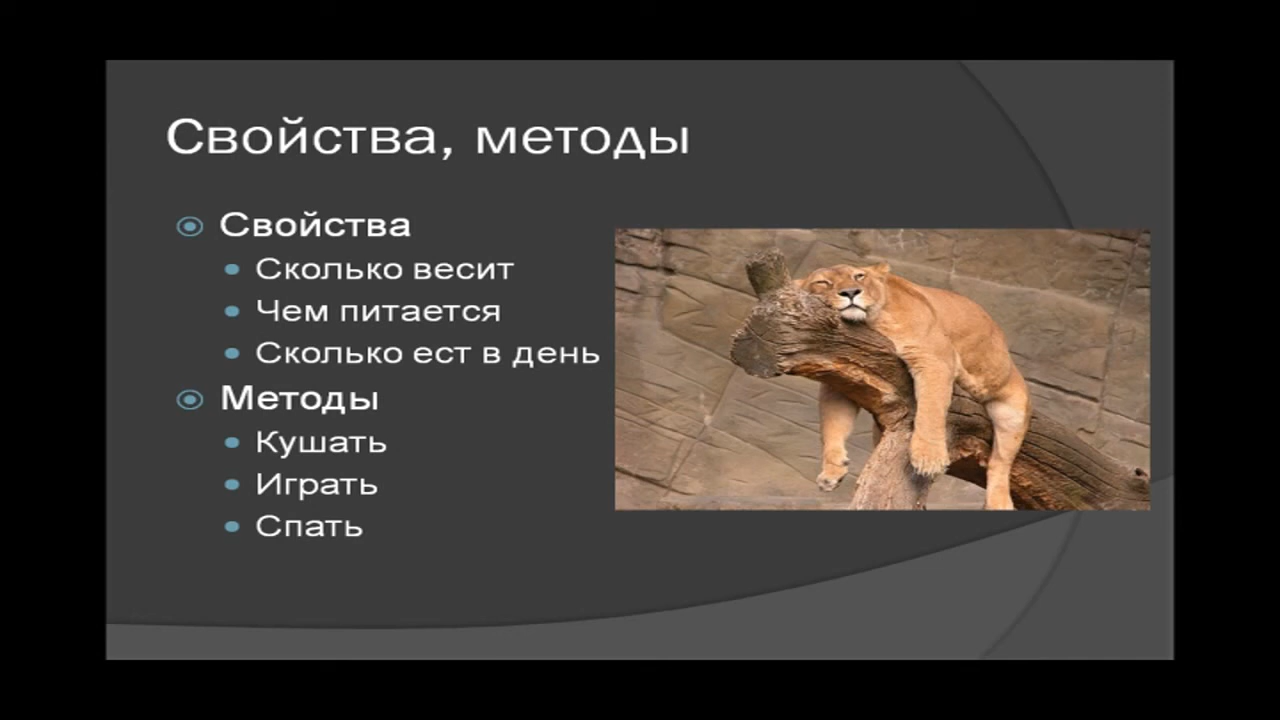 Свойства, методы
Свойства
Сколько весит
Чем питается
Сколько ест в день
Методы
Кушать
Играть
Спать